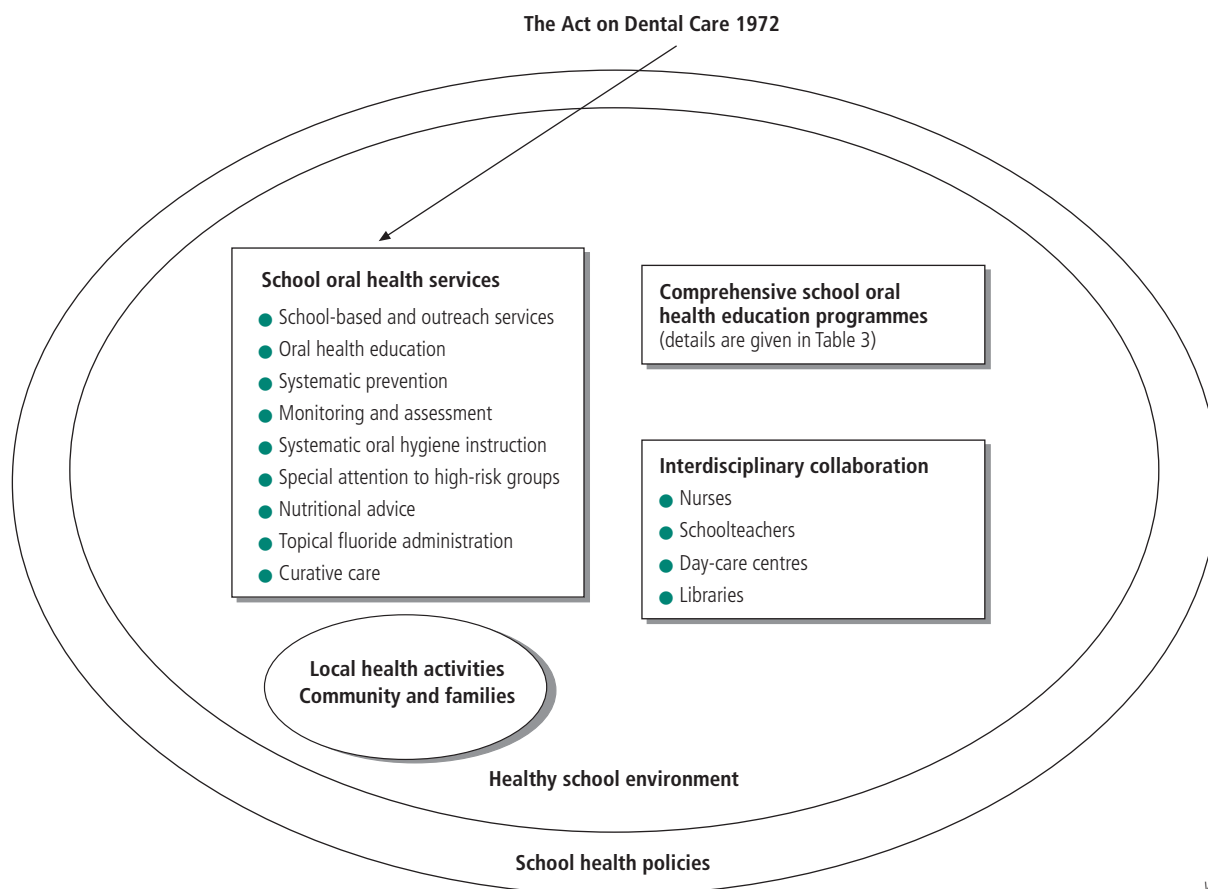 The Act on Dental Care 1972
School oral health services
School-based and outreach services
Oral health education
Systematic prevention
Monitoring and assessment
Systematic oral hygiene instruction
Special attention to high-risk groups
Nutritional advice
Topical fluoride administration
Curative care
Comprehensive school oral
health education programmes
(details are given in Table 3)
Interdisciplinary collaboration
Nurses
Schoolteachers
Day-care centres
Libraries
Local health activities
Community and families
Healthy school environment
School health policies